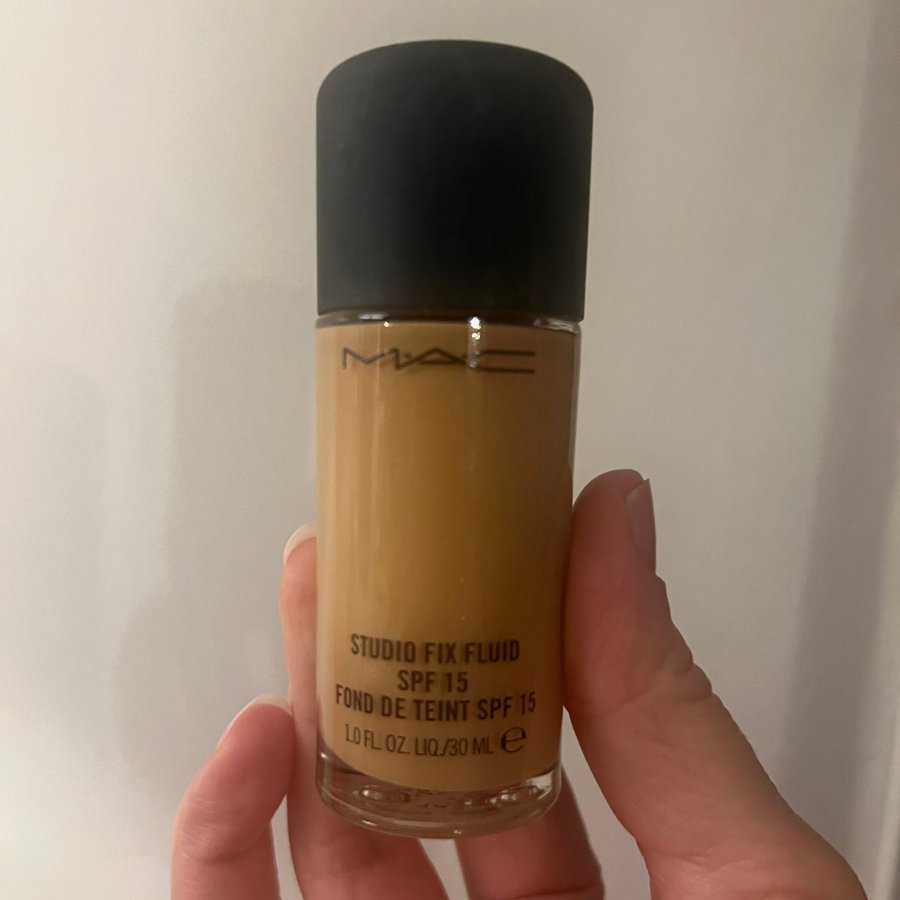 MAC
STUDIO FIX FLUID
SPF 15
FOND DE TEINT SPF 15
1.0 FL. OZ. LIQ./30 ML ℮